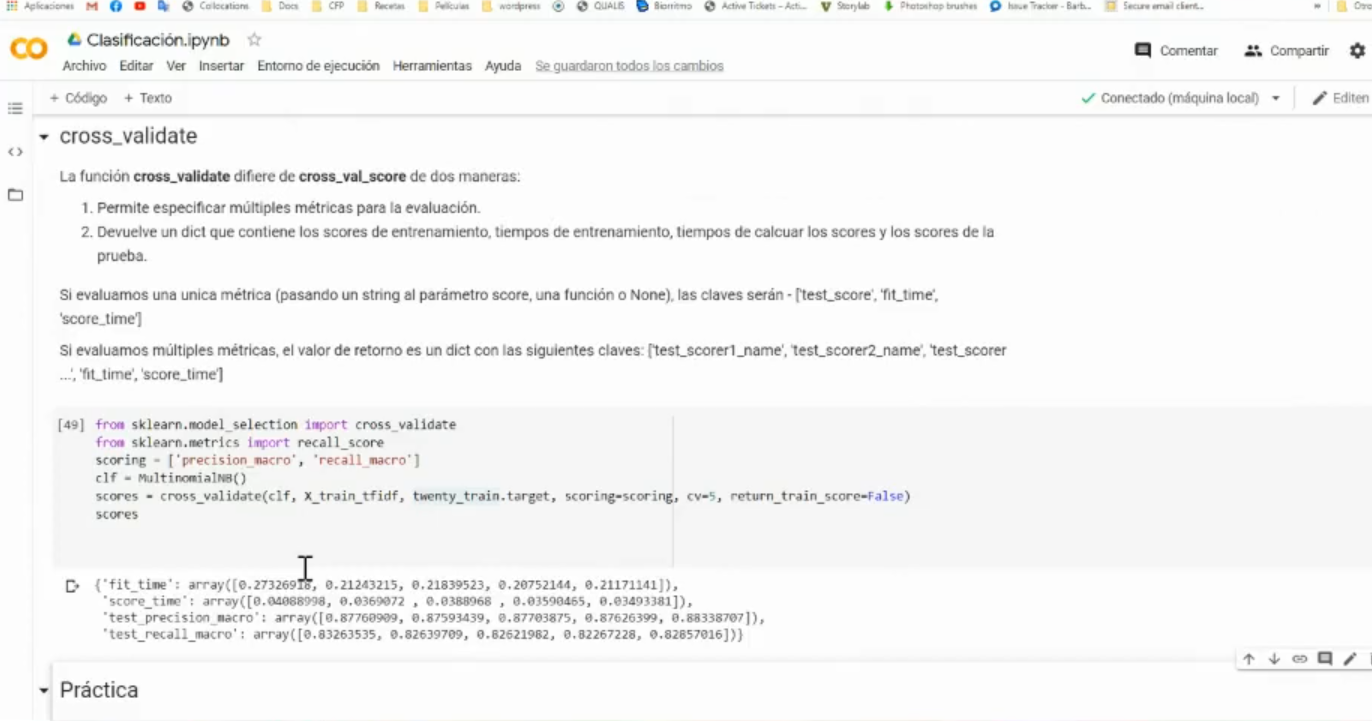 Aplicaciones Collocations Docs CFP Recetas Películas wordpress QUALIS Biorritmo Active Tickets - Acti... Storylab Photoshop brushes Issue Tracker - Barb... Secure email client... » Otro
CO Clasificación.ipynb
Comentar Compartir
Archivo Editar Ver Insertar Entorno de ejecución Herramientas Ayuda Se guardaron todos los cambios
+ Código + Texto Conectado (máquina local) Editen
cross_validate
La función cross_validate difiere de cross_val_score de dos maneras:
1. Permite especificar múltiples métricas para la evaluación.
2. Devuelve un dict que contiene los scores de entrenamiento, tiempos de entrenamiento, tiempos de calcuar los scores y los scores de la
prueba.
Si evaluamos una unica métrica (pasando un string al parámetro score, una función o None), las claves serán - ['test_score', 'fit_time',
'score_time']
Si evaluamos múltiples métricas, el valor de retorno es un dict con las siguientes claves: ['test_scorer1_name', 'test_scorer2_name', 'test_scorer
...', 'fit_time', 'score_time']
[49] from sklearn.model_selection import cross_validate
from sklearn.metrics import recall_score
scoring = ['precision_macro', 'recall_macro']
clf = MultinomialNB()
scores = cross_validate(clf, X_train_tfidf, twenty_train.target, scoring=scoring, cv=5, return_train_score=False)
scores
{'fit_time': array([0.27326918, 0.21243215, 0.21839523, 0.20752144, 0.21171141]),
'score_time': array([0.04088998, 0.0369072 , 0.0388968 , 0.03590465, 0.03493381]),
'test_precision_macro': array([0.87760909, 0.87593439, 0.87703875, 0.87626399, 0.88338707]),
'test_recall_macro': array([0.83263535, 0.82639709, 0.82621982, 0.82267228, 0.82857016])}
Práctica